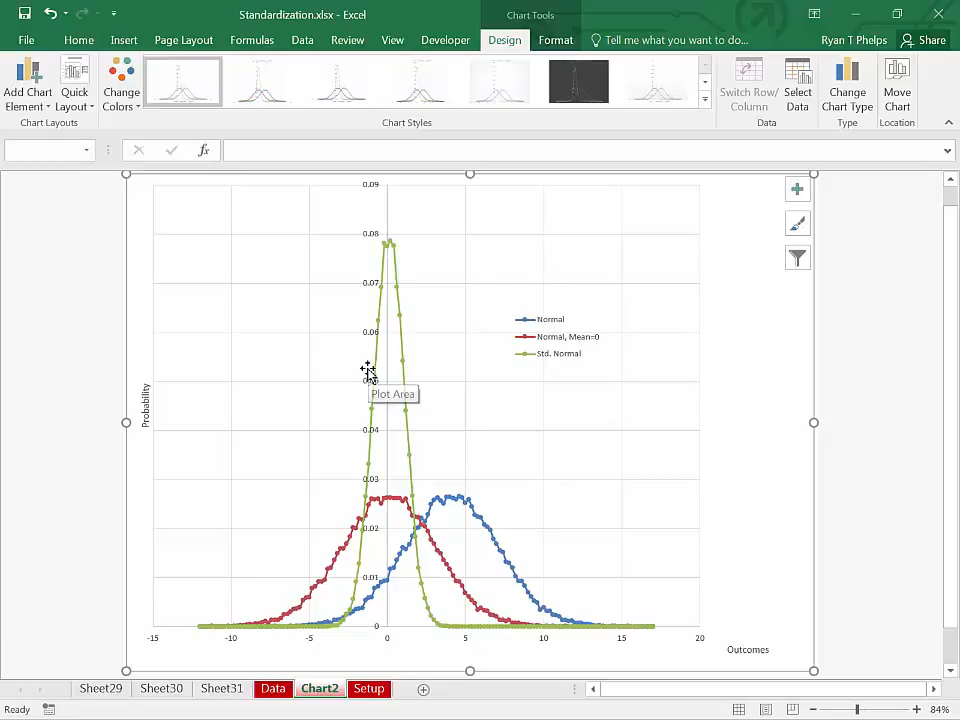 Standardization.xlsx - Excel
Chart Tools
File Home Insert Page Layout Formulas Data Review View Developer Design Format Tell me what you want to do... Ryan T Phelps Share
Add Chart Element
Quick Layout
Change Colors
Switch Row/ Column
Select Data
Change Chart Type
Move Chart
Chart Layouts
Chart Styles
Data
Type
Location
fx
0.09
0.08
0.07
0.06
0.04
0.03
0.02
0.01
0
Normal
Normal, Mean=0
Std. Normal
Plot Area
Probability
-15 -10 -5 0 5 10 15 20
Outcomes
Sheet29 Sheet30 Sheet31 Data Chart2 Setup
Ready
84%